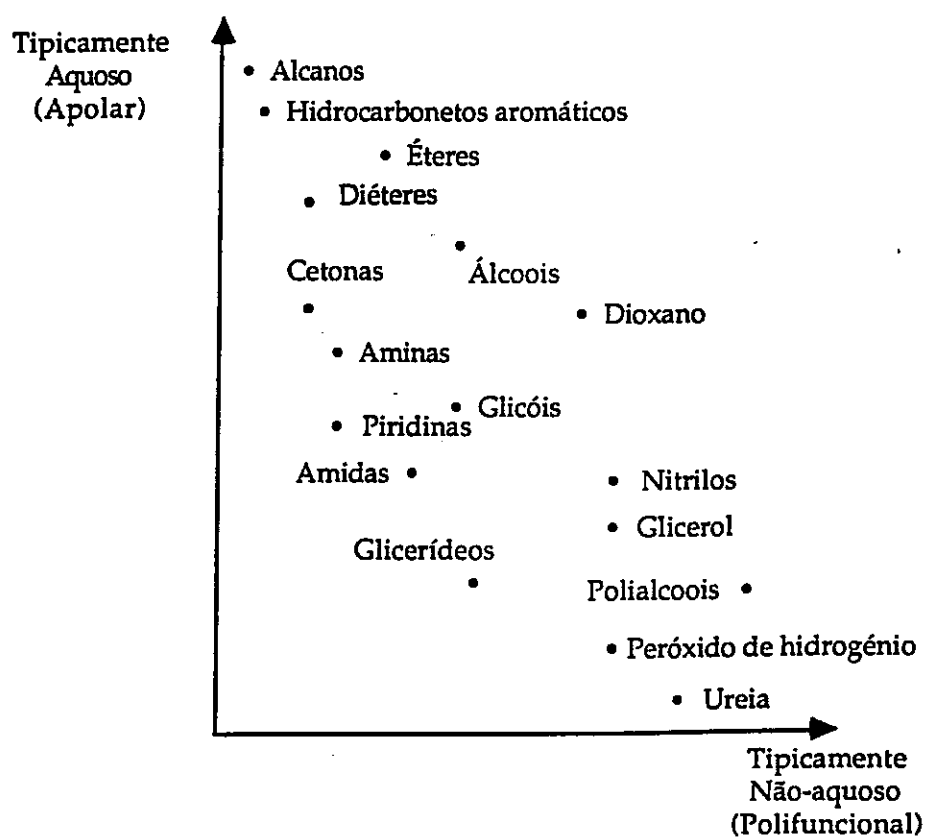 Tipicamente
Aquoso
(Apolar)
Alcanos
Hidrocarbonetos aromáticos
Éteres
Diéteres
Cetonas
Álcoois
Dioxano
Aminas
Glicóis
Piridinas
Amidas
Nitrilos
Glicerol
Glicerídeos
Polialcoois
Peróxido de hidrogénio
Ureia
Tipicamente
Não-aquoso
(Polifuncional)